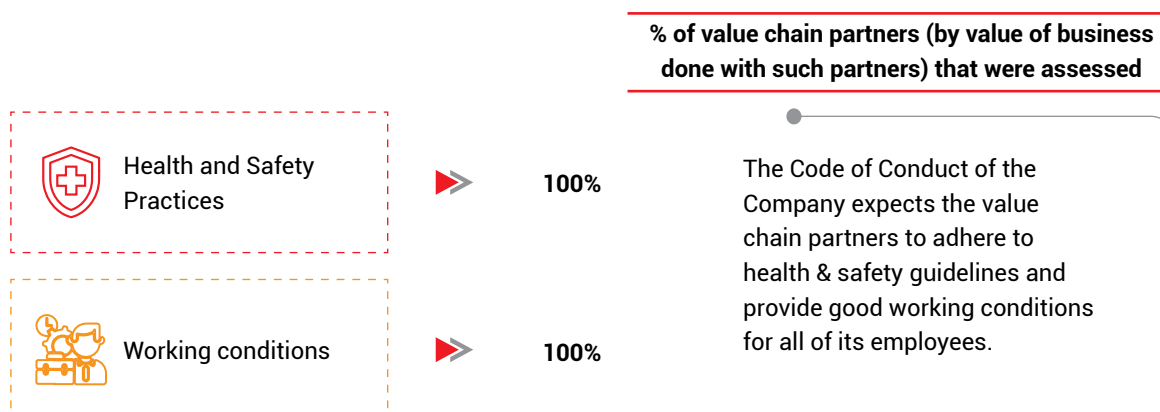 % of value chain partners (by value of business
done with such partners) that were assessed
Health and Safety
Practices
100%
The Code of Conduct of the
Company expects the value
chain partners to adhere to
health & safety guidelines and
provide good working conditions
for all of its employees.
Working conditions
100%